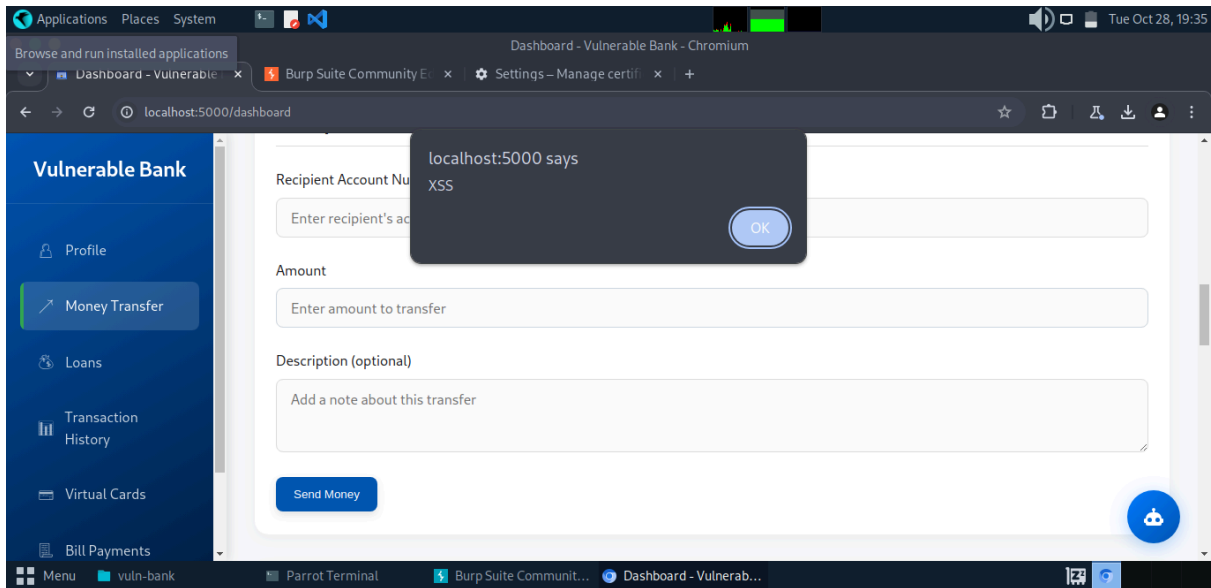 Applications Places System
Tue Oct 28, 19:35
Dashboard - Vulnerable Bank - Chromium
Browse and run installed applications
Dashboard - Vulnerable
Burp Suite Community E
Settings – Manage certifi
localhost:5000/dashboard
Vulnerable Bank
Profile
Money Transfer
Loans
Transaction
History
Virtual Cards
Bill Payments
localhost:5000 says
XSS
OK
Recipient Account Nu
Enter recipient's ac
Amount
Enter amount to transfer
Description (optional)
Add a note about this transfer
Send Money
Menu
vuln-bank
Parrot Terminal
Burp Suite Communit...
Dashboard - Vulnerab...